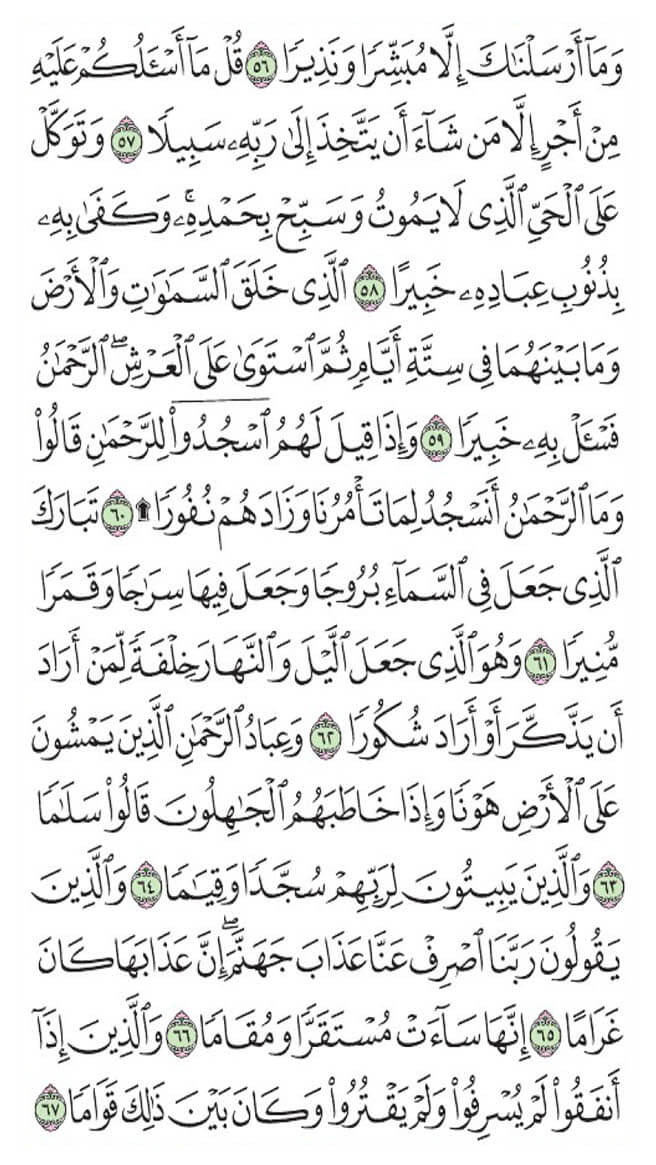 وَمَآ أَرۡسَلۡنَٰكَ إِلَّا مُبَشِّرٗا وَنَذِيرٗا ٥٦ قُلۡ مَآ أَسۡـَٔلُكُمۡ عَلَيۡهِ
مِنۡ أَجۡرٍ إِلَّا مَن شَآءَ أَن يَتَّخِذَ إِلَىٰ رَبِّهِۦ سَبِيلٗا ٥٧ وَتَوَكَّلۡ
عَلَى ٱلۡحَيِّ ٱلَّذِي لَا يَمُوتُ وَسَبِّحۡ بِحَمۡدِهِۦۚ وَكَفَىٰ بِهِۦ
بِذُنُوبِ عِبَادِهِۦ خَبِيرًا ٥٨ ٱلَّذِي خَلَقَ ٱلسَّمَٰوَٰتِ وَٱلۡأَرۡضَ
وَمَا بَيۡنَهُمَا فِي سِتَّةِ أَيَّامٖ ثُمَّ ٱسۡتَوَىٰ عَلَى ٱلۡعَرۡشِۖ ٱلرَّحۡمَٰنُ
فَسۡـَٔلۡ بِهِۦ خَبِيرٗا ٥٩ وَإِذَا قِيلَ لَهُمُ ٱسۡجُدُواْۤ لِلرَّحۡمَٰنِ قَالُواْ
وَمَا ٱلرَّحۡمَٰنُ أَنَسۡجُدُ لِمَا تَأۡمُرُنَا وَزَادَهُمۡ نُفُورٗا ۩ ٦٠ تَبَارَكَ
ٱلَّذِي جَعَلَ فِي ٱلسَّمَآءِ بُرُوجٗا وَجَعَلَ فِيهَا سِرَٰجٗا وَقَمَرٗا
مُّنِيرٗا ٦١ وَهُوَ ٱلَّذِي جَعَلَ ٱلَّيۡلَ وَٱلنَّهَارَ خِلۡفَةٗ لِّمَنۡ أَرَادَ
أَن يَذَّكَّرَ أَوۡ أَرَادَ شُكُورٗا ٦٢ وَعِبَادُ ٱلرَّحۡمَٰنِ ٱلَّذِينَ يَمۡشُونَ
عَلَى ٱلۡأَرۡضِ هَوۡنٗا وَإِذَا خَاطَبَهُمُ ٱلۡجَٰهِلُونَ قَالُواْ سَلَٰمٗا
٦٣ وَٱلَّذِينَ يَبِيتُونَ لِرَبِّهِمۡ سُجَّدٗا وَقِيَٰمٗا ٦٤ وَٱلَّذِينَ
يَقُولُونَ رَبَّنَا ٱصۡرِفۡ عَنَّا عَذَابَ جَهَنَّمَۖ إِنَّ عَذَابَهَا كَانَ
غَرَامًا ٦٥ إِنَّهَا سَآءَتۡ مُسۡتَقَرّٗا وَمُقَامٗا ٦٦ وَٱلَّذِينَ إِذَآ
أَنفَقُواْ لَمۡ يُسۡرِفُواْ وَلَمۡ يَقۡتُرُواْ وَكَانَ بَيۡنَ ذَٰلِكَ قَوَامٗا ٦٧